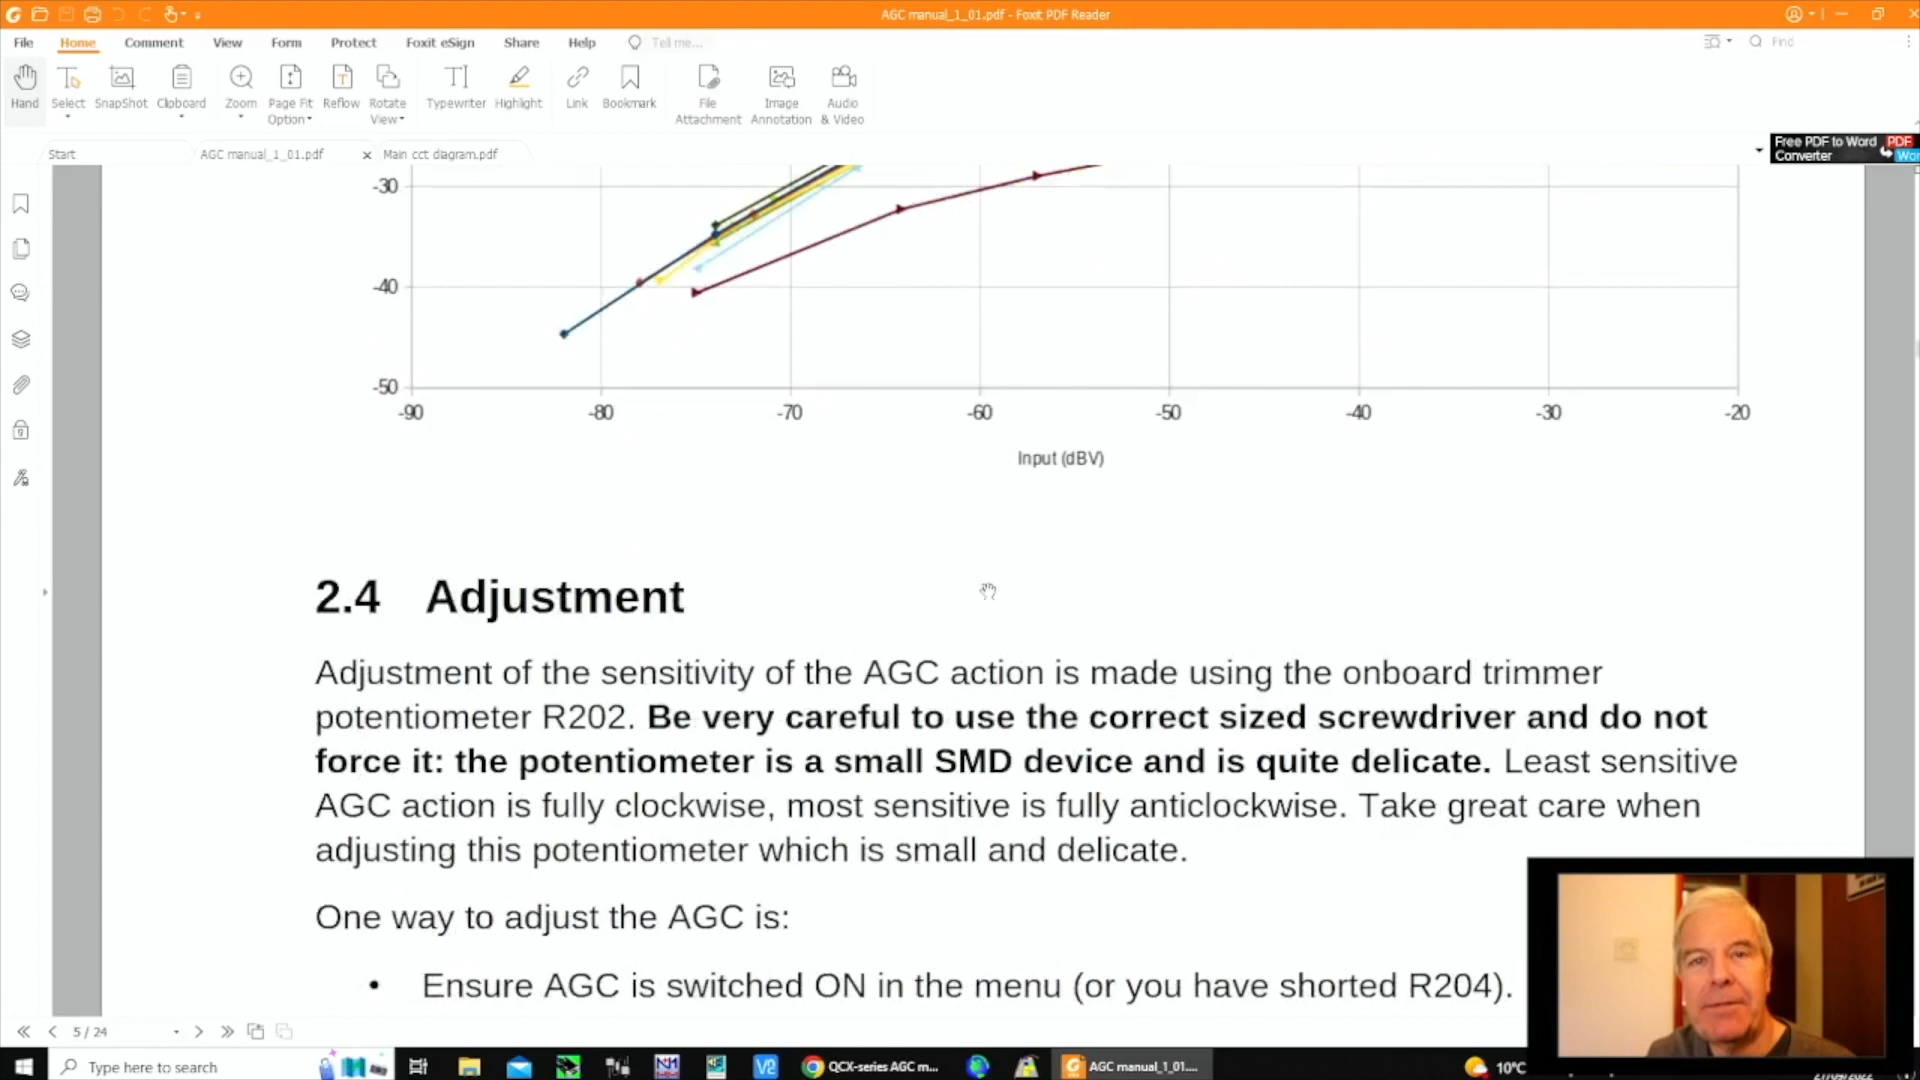 AGC manual_1_01.pdf - Foxit PDF Reader
File Home Comment View Form Protect Foxit eSign Share Help Tell me... Find
Hand Select SnapShot Clipboard Zoom Page Fit Option Reflow Rotate View Typewriter Highlight Link Bookmark File Attachment Image Annotation Audio & Video
Start AGC manual_1_01.pdf Main cct diagram.pdf
Free PDF to Word PDF
Converter
-30
-40
-50
-90 -80 -70 -60 -50 -40 -30 -20
Input (dBV)
2.4 Adjustment
Adjustment of the sensitivity of the AGC action is made using the onboard trimmer
potentiometer R202. Be very careful to use the correct sized screwdriver and do not
force it: the potentiometer is a small SMD device and is quite delicate. Least sensitive
AGC action is fully clockwise, most sensitive is fully anticlockwise. Take great care when
adjusting this potentiometer which is small and delicate.
One way to adjust the AGC is:
• Ensure AGC is switched ON in the menu (or you have shorted R204).
5 / 24
Type here to search QCX-series AGC m... AGC manual_1_01.... 10°C